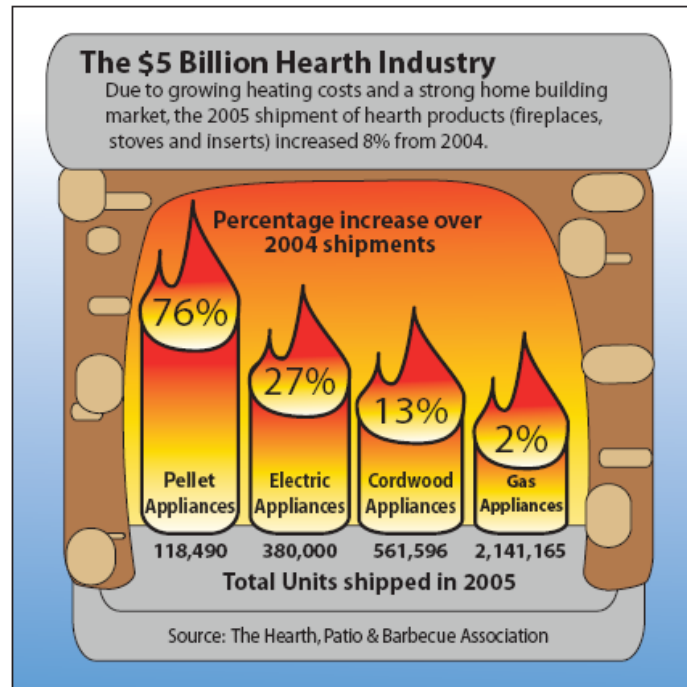 The $5 Billion Hearth Industry
Due to growing heating costs and a strong home building
market, the 2005 shipment of hearth products (fireplaces,
stoves and inserts) increased 8% from 2004.
Percentage increase over
2004 shipments
76%
27%
13%
2%
Pellet
Appliances
Electric
Appliances
Cordwood
Appliances
Gas
Appliances
118,490 380,000 561,596 2,141,165
Total Units shipped in 2005
Source: The Hearth, Patio & Barbecue Association